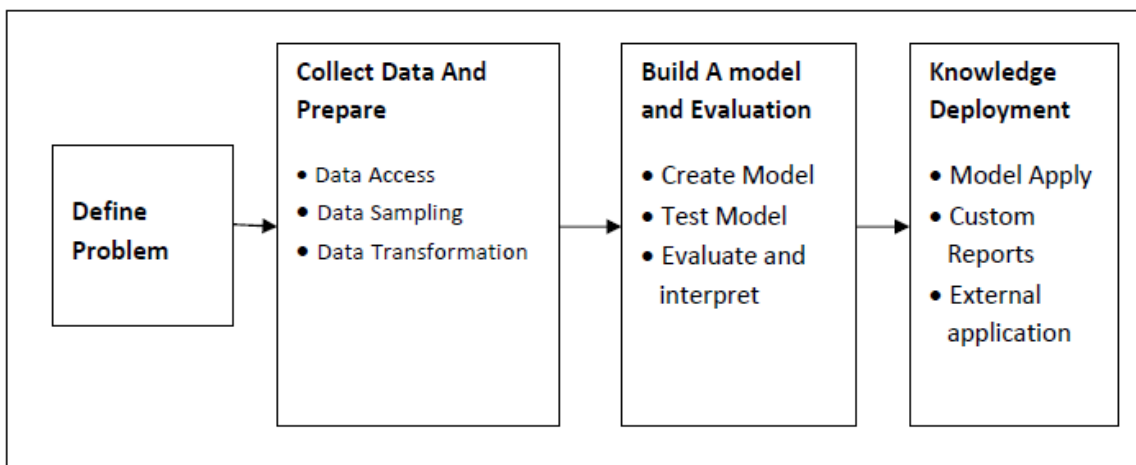 Define
Problem
Collect Data And
Prepare
• Data Access
• Data Sampling
• Data Transformation
Build A model
and Evaluation
• Create Model
• Test Model
• Evaluate and
interpret
Knowledge
Deployment
• Model Apply
• Custom
Reports
• External
application